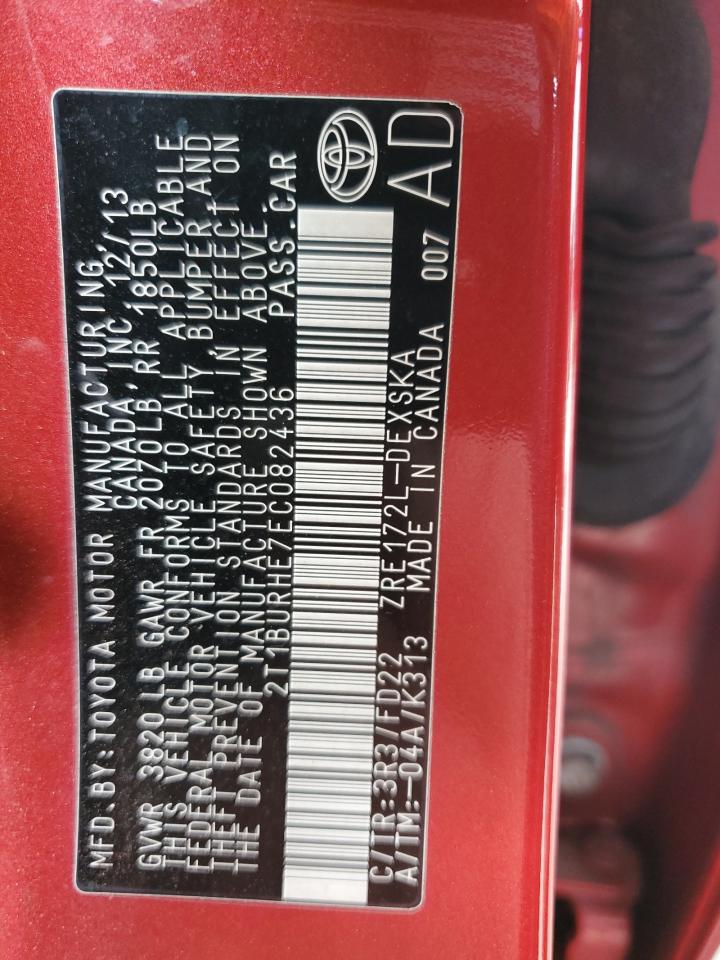 MFD.BY:TOYOTA MOTOR MANUFACTURING,
CANADA, INC 12/13
GVWR 3820LB GAWR FR 2020LB RR 1850LB
THIS VEHICLE CONFORMS TO ALL APPLICABLE
FEDERAL MOTOR VEHICLE SAFETY BUMPER, AND
THEFT PREVENTION STANDARDS IN EFFECT ON
THE DATE OF MANUFACTURE SHOWN ABOVE.
2T1BURHE7EC082436 PASS.CAR
C/TR:3R3/FD22 ZRE172L-DEXSKA
A/TM:-04A/K313 MADE IN CANADA 007 AD